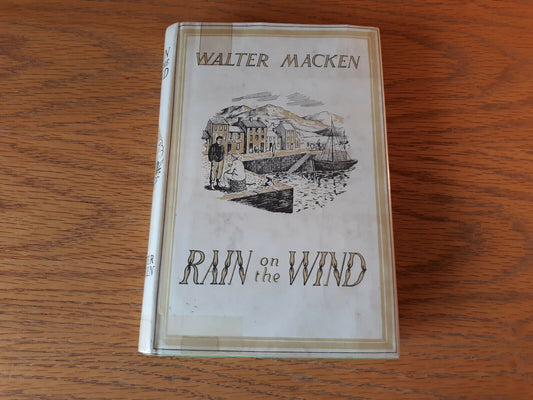 WALTER MACKEN
RAIN on the WIND